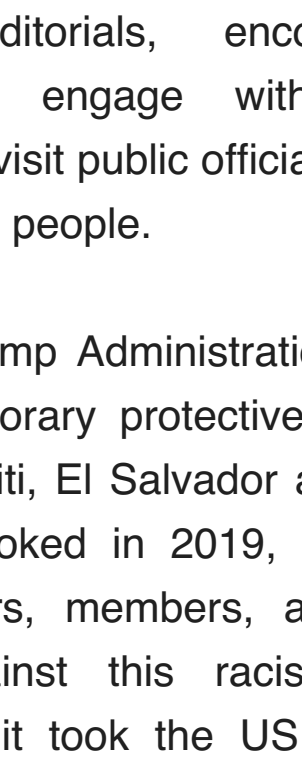 ditorials, enco
engage with
visit public officia
people.
mp Administratio
orary protective
iti, El Salvador a
oked in 2019,
rs, members, a
ainst this racis
it took the US